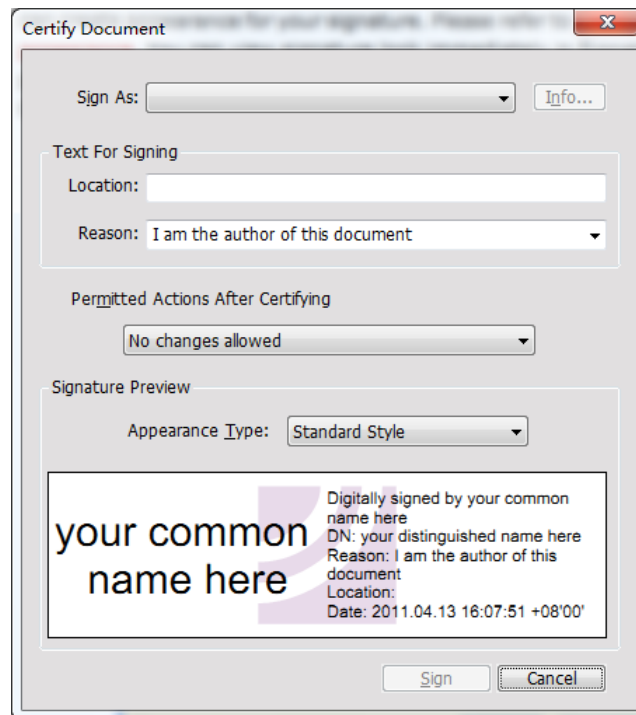 Certify Document
Sign As:
Info...
Text For Signing
Location:
Reason: I am the author of this document
Permitted Actions After Certifying
No changes allowed
Signature Preview
Appearance Type: Standard Style
your common
name here
Digitally signed by your common
name here
DN: your distinguished name here
Reason: I am the author of this
document
Location:
Date: 2011.04.13 16:07:51 +08'00'
Sign
Cancel